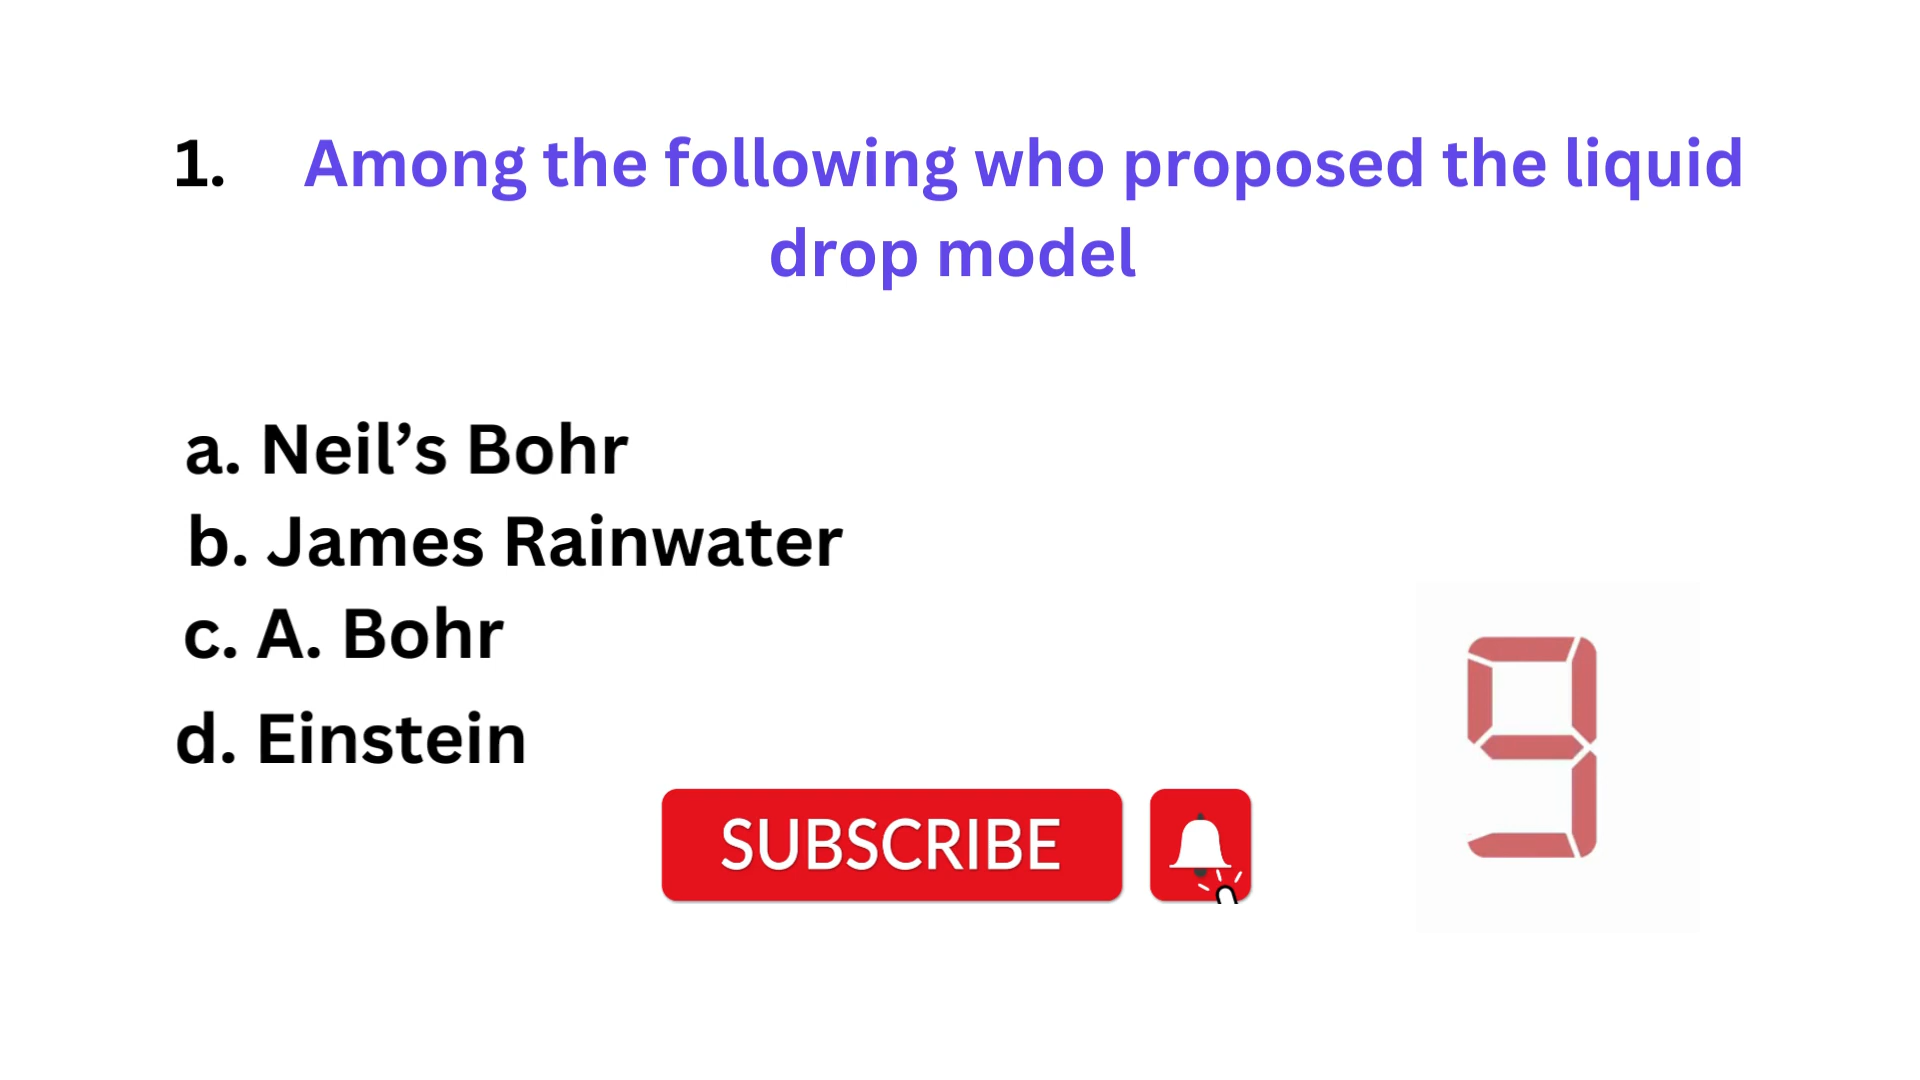 1. Among the following who proposed the liquid
drop model
a. Neil’s Bohr
b. James Rainwater
c. A. Bohr
d. Einstein
SUBSCRIBE
9